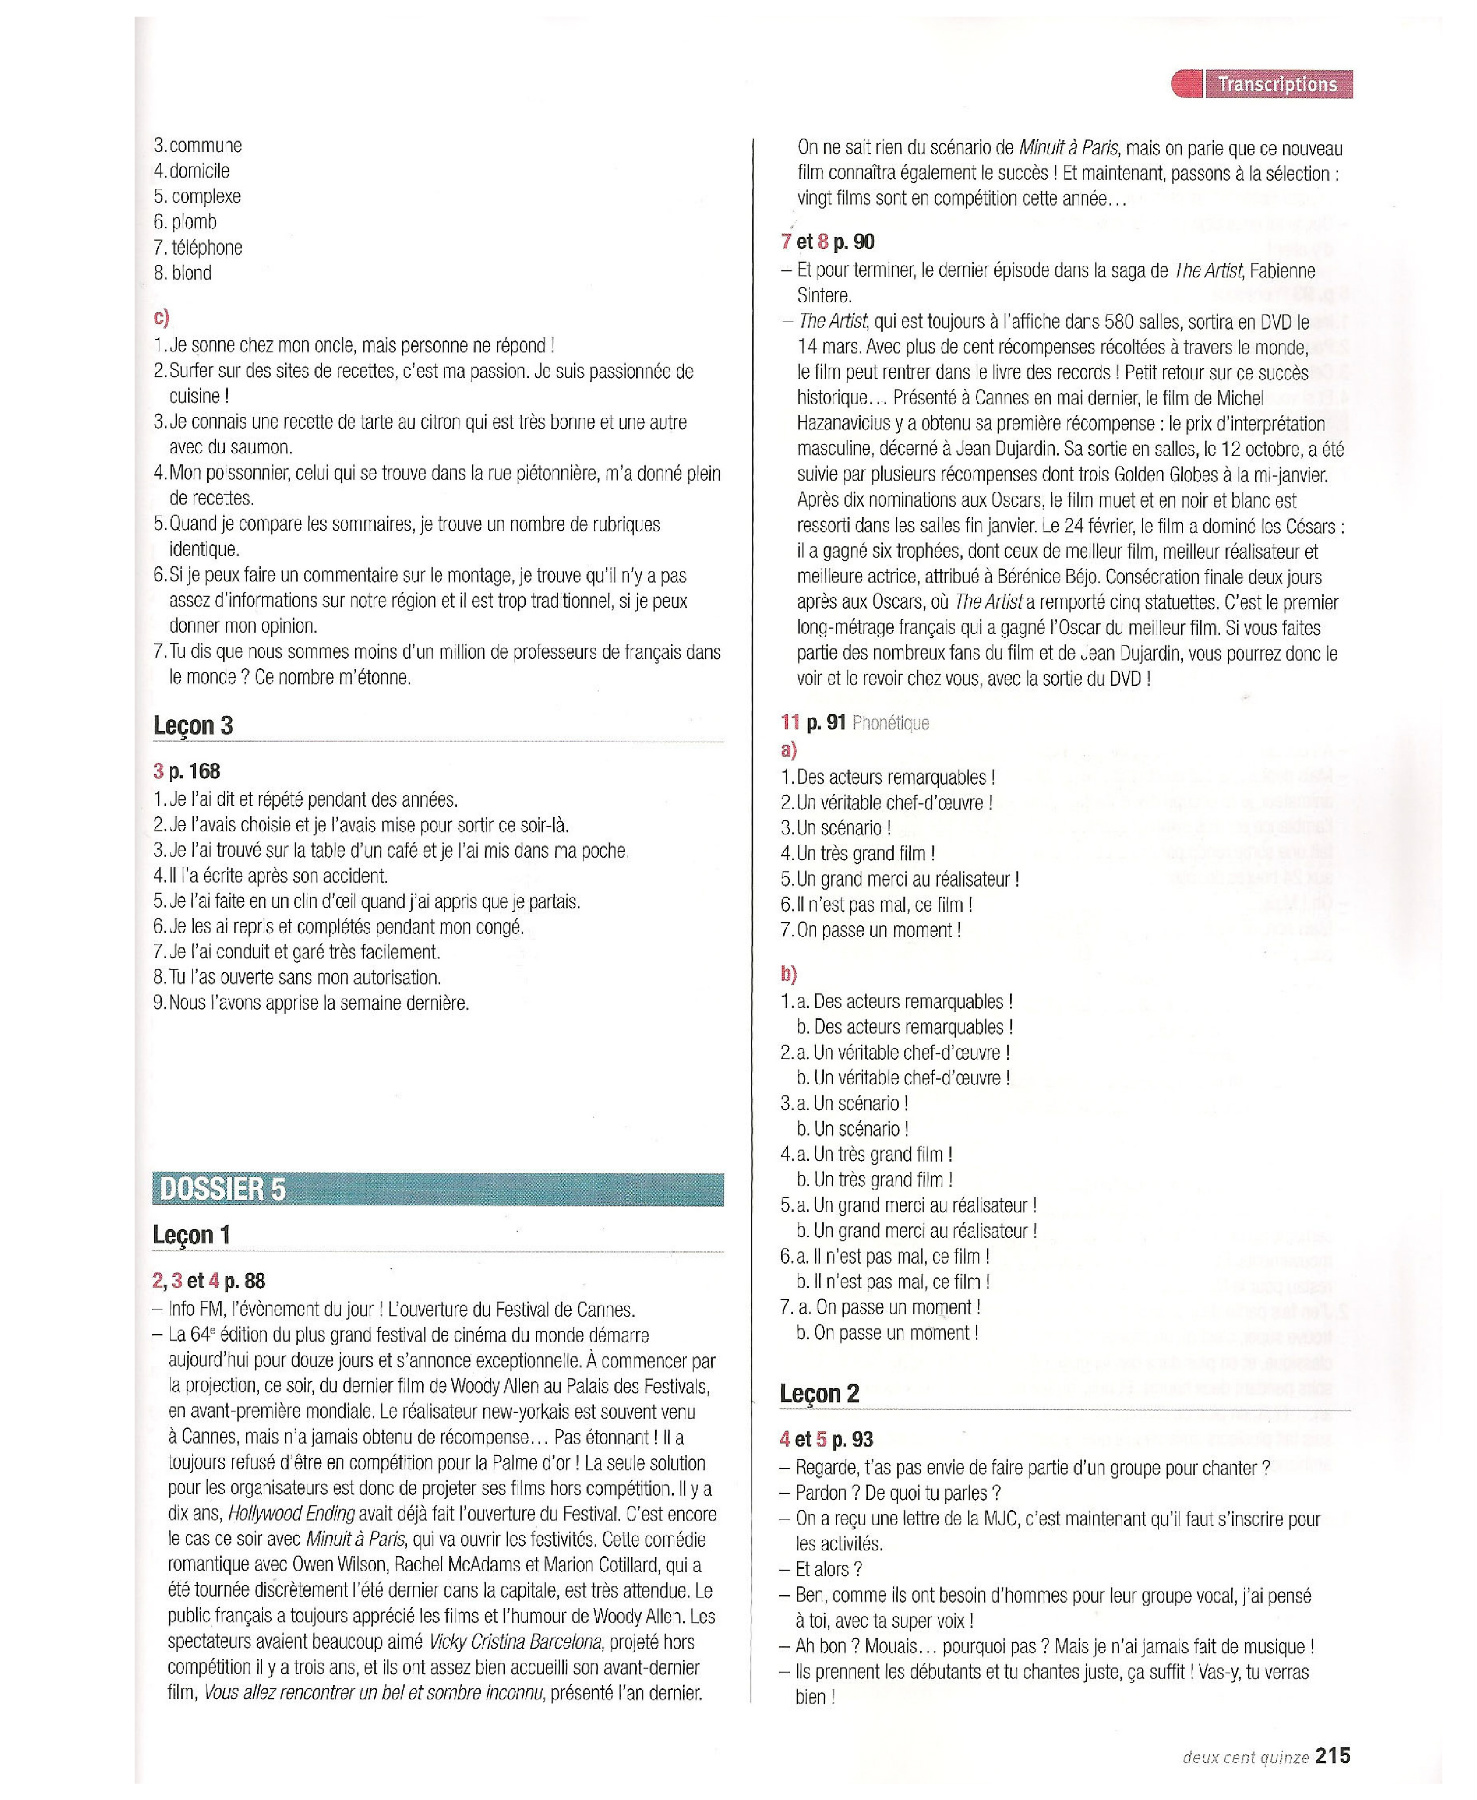 Transcriptions
3. commune
4. domicile
5. complexe
6. plomb
7. téléphone
8. blond
c)
1. Je sonne chez mon oncle, mais personne ne répond !
2. Surfer sur des sites de recettes, c'est ma passion. Je suis passionnée de
cuisine !
3. Je connais une recette de tarte au citron qui est très bonne et une autre
avec du saumon.
4. Mon poissonnier, celui qui se trouve dans la rue piétonnière, m'a donné plein
de recettes.
5. Quand je compare les sommaires, je trouve un nombre de rubriques
identique.
6. Si je peux faire un commentaire sur le montage, je trouve qu'il n'y a pas
assez d'informations sur notre région et il est trop traditionnel, si je peux
donner mon opinion.
7. Tu dis que nous sommes moins d'un million de professeurs de français dans
le monde ? Ce nombre m'étonne.
Leçon 3
3 p. 168
1. Je l'ai dit et répété pendant des années.
2. Je l'avais choisie et je l'avais mise pour sortir ce soir-là.
3. Je l'ai trouvé sur la table d'un café et je l'ai mis dans ma poche.
4. Il l'a écrite après son accident.
5. Je l'ai faite en un clin d'œil quand j'ai appris que je partais.
6. Je les ai repris et complétés pendant mon congé.
7. Je l'ai conduit et garé très facilement.
8. Tu l'as ouverte sans mon autorisation.
9. Nous l'avons apprise la semaine dernière.
DOSSIER 5
Leçon 1
2, 3 et 4 p. 88
– Info FM, l'évènement du jour ! L'ouverture du Festival de Cannes.
– La 64e édition du plus grand festival de cinéma du monde démarre
aujourd'hui pour douze jours et s'annonce exceptionnelle. À commencer par
la projection, ce soir, du dernier film de Woody Allen au Palais des Festivals,
en avant-première mondiale. Le réalisateur new-yorkais est souvent venu
à Cannes, mais n'a jamais obtenu de récompense... Pas étonnant ! Il a
toujours refusé d'être en compétition pour la Palme d'or ! La seule solution
pour les organisateurs est donc de projeter ses films hors compétition. Il y a
dix ans, Hollywood Ending avait déjà fait l'ouverture du Festival. C'est encore
le cas ce soir avec Minuit à Paris, qui va ouvrir les festivités. Cette comédie
romantique avec Owen Wilson, Rachel McAdams et Marion Cotillard, qui a
été tournée discrètement l'été dernier dans la capitale, est très attendue. Le
public français a toujours apprécié les films et l'humour de Woody Allen. Les
spectateurs avaient beaucoup aimé Vicky Cristina Barcelona, projeté hors
compétition il y a trois ans, et ils ont assez bien accueilli son avant-dernier
film, Vous allez rencontrer un bel et sombre inconnu, présenté l'an dernier.
On ne sait rien du scénario de Minuit à Paris, mais on parie que ce nouveau
film connaîtra également le succès ! Et maintenant, passons à la sélection :
vingt films sont en compétition cette année...
7 et 8 p. 90
– Et pour terminer, le dernier épisode dans la saga de The Artist, Fabienne
Sintere.
– The Artist, qui est toujours à l'affiche dans 580 salles, sortira en DVD le
14 mars. Avec plus de cent récompenses récoltées à travers le monde,
le film peut rentrer dans le livre des records ! Petit retour sur ce succès
historique... Présenté à Cannes en mai dernier, le film de Michel
Hazanavicius y a obtenu sa première récompense : le prix d'interprétation
masculine, décerné à Jean Dujardin. Sa sortie en salles, le 12 octobre, a été
suivie par plusieurs récompenses dont trois Golden Globes à la mi-janvier.
Après dix nominations aux Oscars, le film muet et en noir et blanc est
ressorti dans les salles fin janvier. Le 24 février, le film a dominé les Césars :
il a gagné six trophées, dont ceux de meilleur film, meilleur réalisateur et
meilleure actrice, attribué à Bérénice Béjo. Consécration finale deux jours
après aux Oscars, où The Artist a remporté cinq statuettes. C'est le premier
long-métrage français qui a gagné l'Oscar du meilleur film. Si vous faites
partie des nombreux fans du film et de Jean Dujardin, vous pourrez donc le
voir et le revoir chez vous, avec la sortie du DVD !
11 p. 91 Phonétique
a)
1. Des acteurs remarquables !
2. Un véritable chef-d'œuvre !
3. Un scénario !
4. Un très grand film !
5. Un grand merci au réalisateur !
6. Il n'est pas mal, ce film !
7. On passe un moment !
b)
1. a. Des acteurs remarquables !
b. Des acteurs remarquables !
2. a. Un véritable chef-d'œuvre !
b. Un véritable chef-d'œuvre !
3. a. Un scénario !
b. Un scénario !
4. a. Un très grand film !
b. Un très grand film !
5. a. Un grand merci au réalisateur !
b. Un grand merci au réalisateur !
6. a. Il n'est pas mal, ce film !
b. Il n'est pas mal, ce film !
7. a. On passe un moment !
b. On passe un moment !
Leçon 2
4 et 5 p. 93
– Regarde, t'as pas envie de faire partie d'un groupe pour chanter ?
– Pardon ? De quoi tu parles ?
– On a reçu une lettre de la MJC, c'est maintenant qu'il faut s'inscrire pour
les activités.
– Et alors ?
– Ben, comme ils ont besoin d'hommes pour leur groupe vocal, j'ai pensé
à toi, avec ta super voix !
– Ah bon ? Mouais... pourquoi pas ? Mais je n'ai jamais fait de musique !
– Ils prennent les débutants et tu chantes juste, ça suffit ! Vas-y, tu verras
bien !
deux cent quinze 215